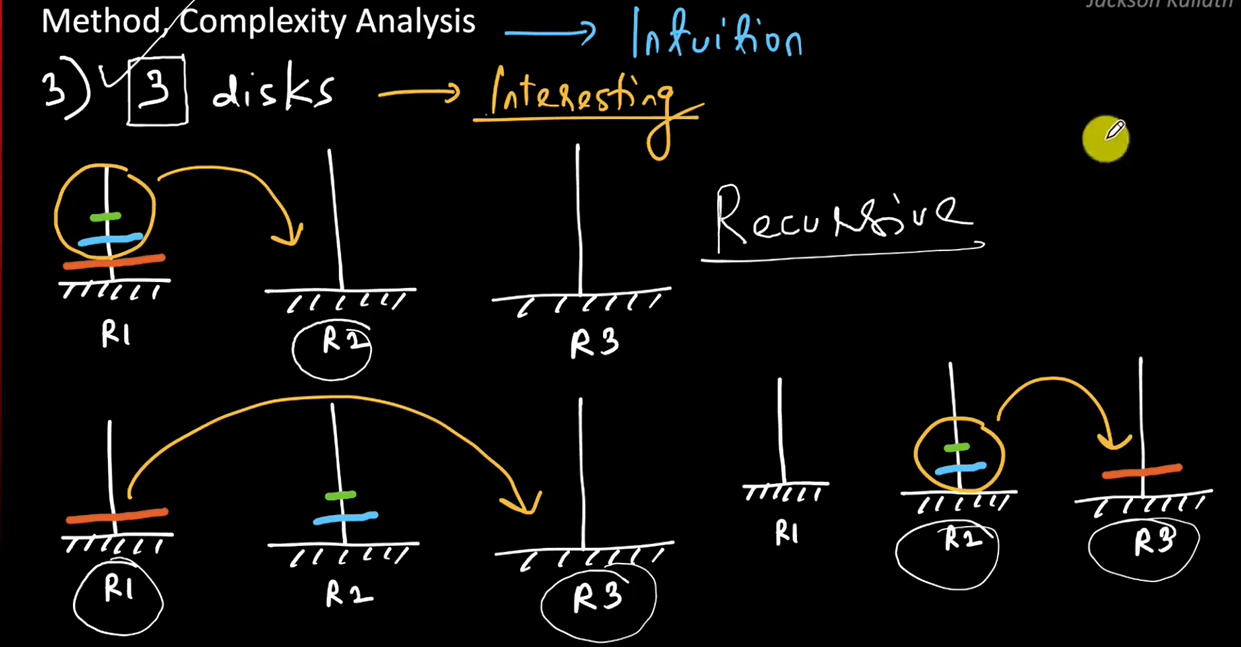 Jackson Kailath
Method, Complexity Analysis → Intuition
3) ✓ 3 disks → Interesting
Recursive
R1 R2 R3
R1 R2 R3
R1 R2 R3